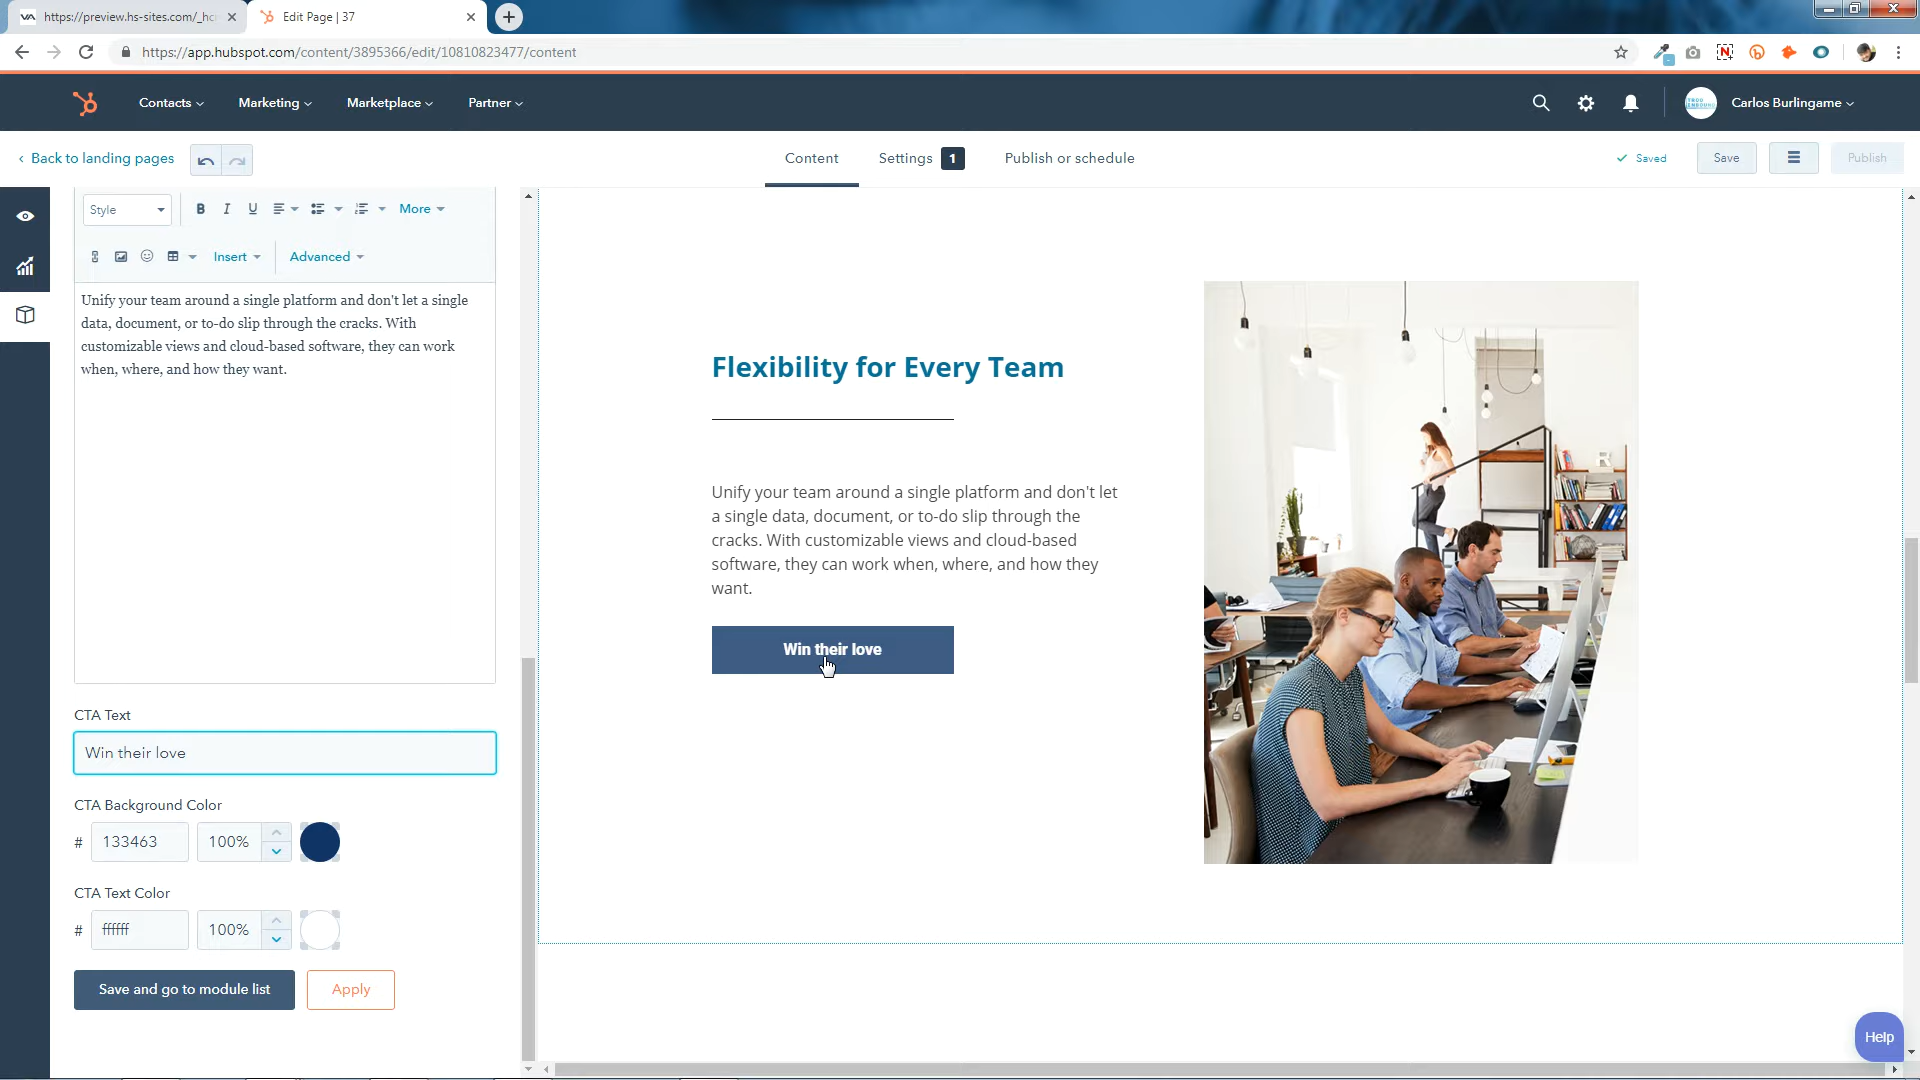 https://preview.hs-sites.com/_hc
Edit Page | 37
https://app.hubspot.com/content/3895366/edit/10810823477/content
Contacts
Marketing
Marketplace
Partner
Carlos Burlingame
Back to landing pages
Content
Settings 1
Publish or schedule
Saved
Save
Publish
Style
B I U
More
Insert
Advanced
Unify your team around a single platform and don't let a single
data, document, or to-do slip through the cracks. With
customizable views and cloud-based software, they can work
when, where, and how they want.
CTA Text
Win their love
CTA Background Color
# 133463 100%
CTA Text Color
# ffffff 100%
Save and go to module list
Apply
Flexibility for Every Team
Unify your team around a single platform and don't let
a single data, document, or to-do slip through the
cracks. With customizable views and cloud-based
software, they can work when, where, and how they
want.
Win their love
Help